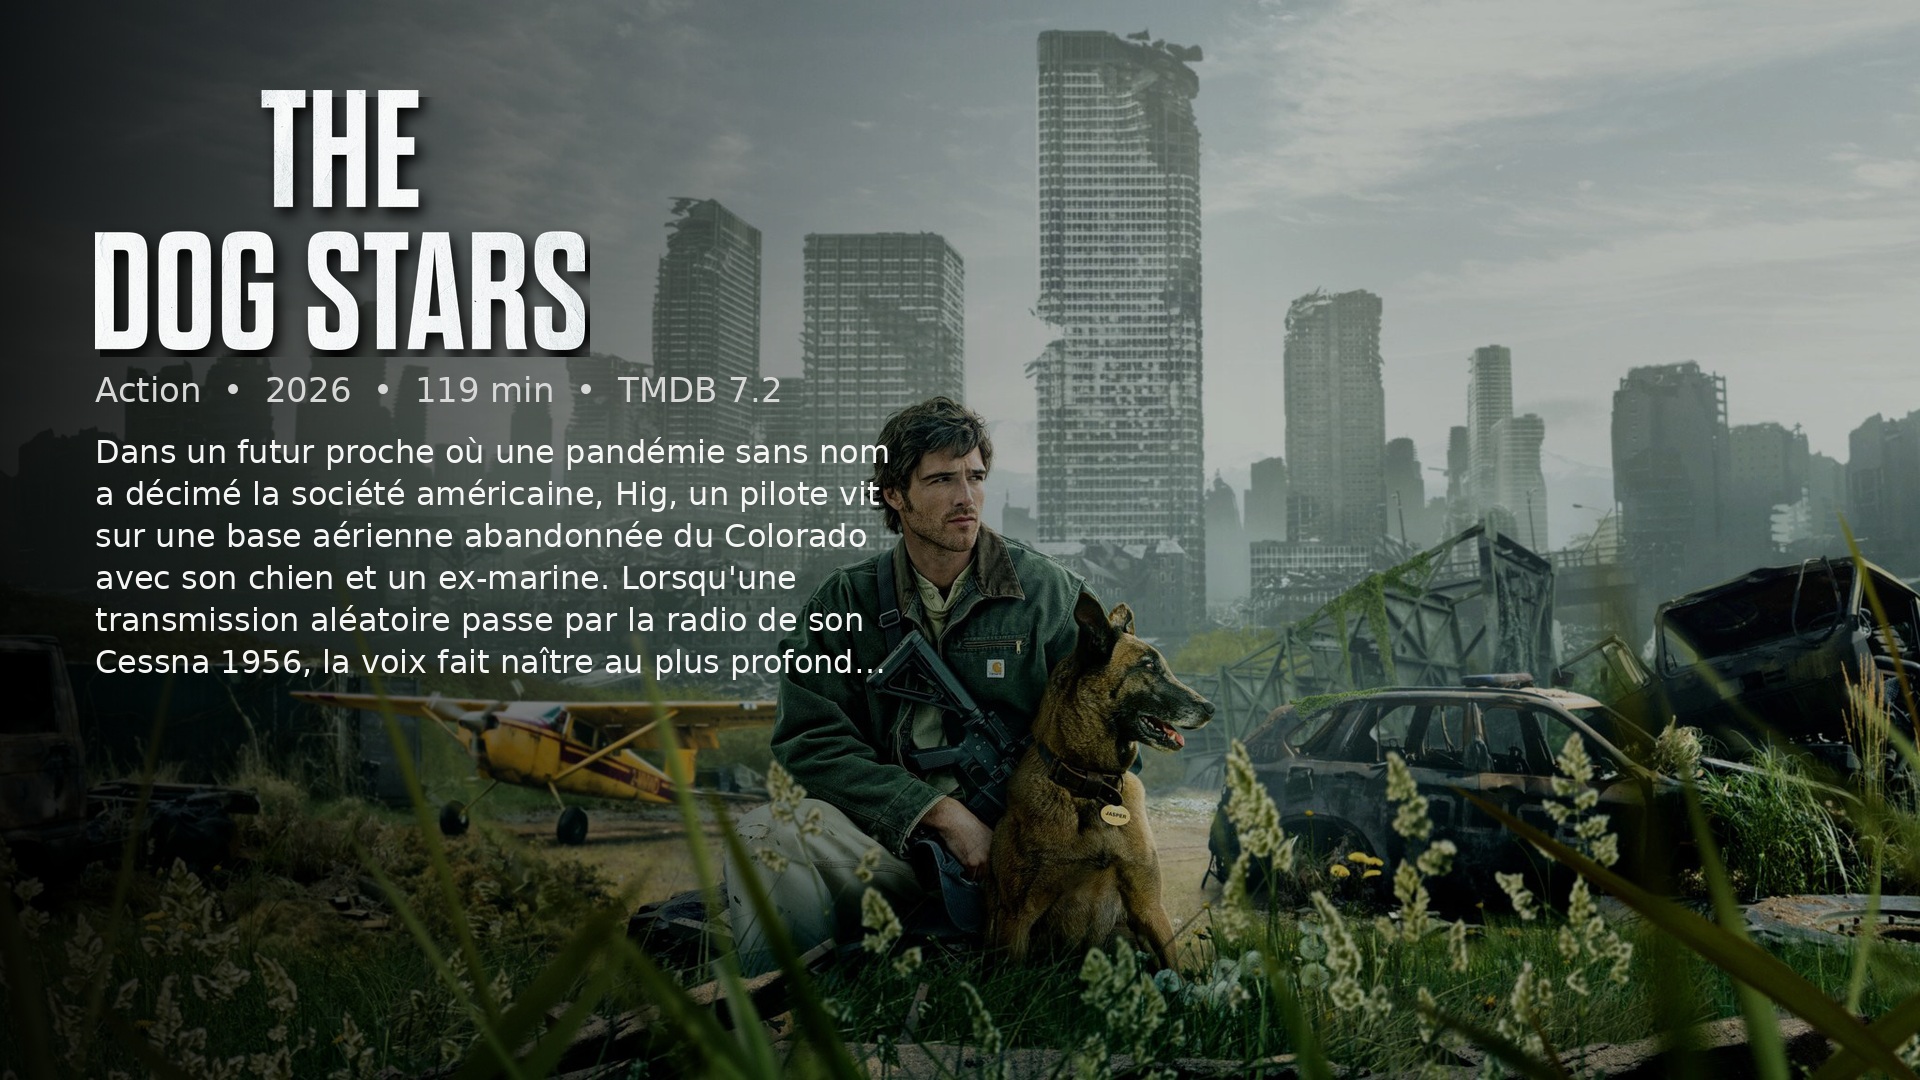 THE
DOG STARS
Action • 2026 • 119 min • TMDB 7.2
Dans un futur proche où une pandémie sans nom
a décimé la société américaine, Hig, un pilote vit
sur une base aérienne abandonnée du Colorado
avec son chien et un ex-marine. Lorsqu'une
transmission aléatoire passe par la radio de son
Cessna 1956, la voix fait naître au plus profond...
JASPER